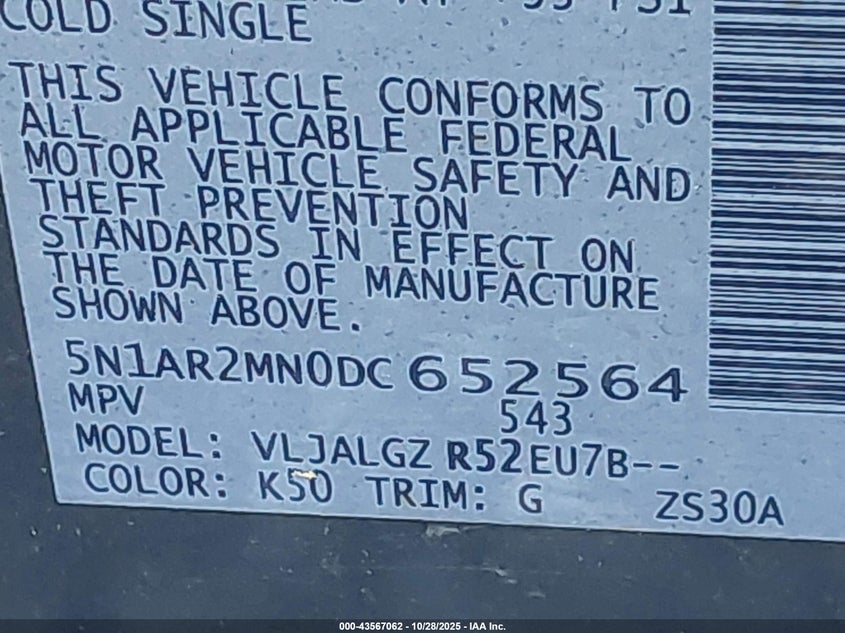 COLD SINGLE
THIS VEHICLE CONFORMS TO
ALL APPLICABLE FEDERAL
MOTOR VEHICLE SAFETY AND
THEFT PREVENTION
STANDARDS IN EFFECT ON
THE DATE OF MANUFACTURE
SHOWN ABOVE.
5N1AR2MN0DC 652564
MPV 543
MODEL: VLJALGZ R52EU7B--
COLOR: K50 TRIM: G ZS30A
000-43567062 • 10/28/2025 - IAA Inc.